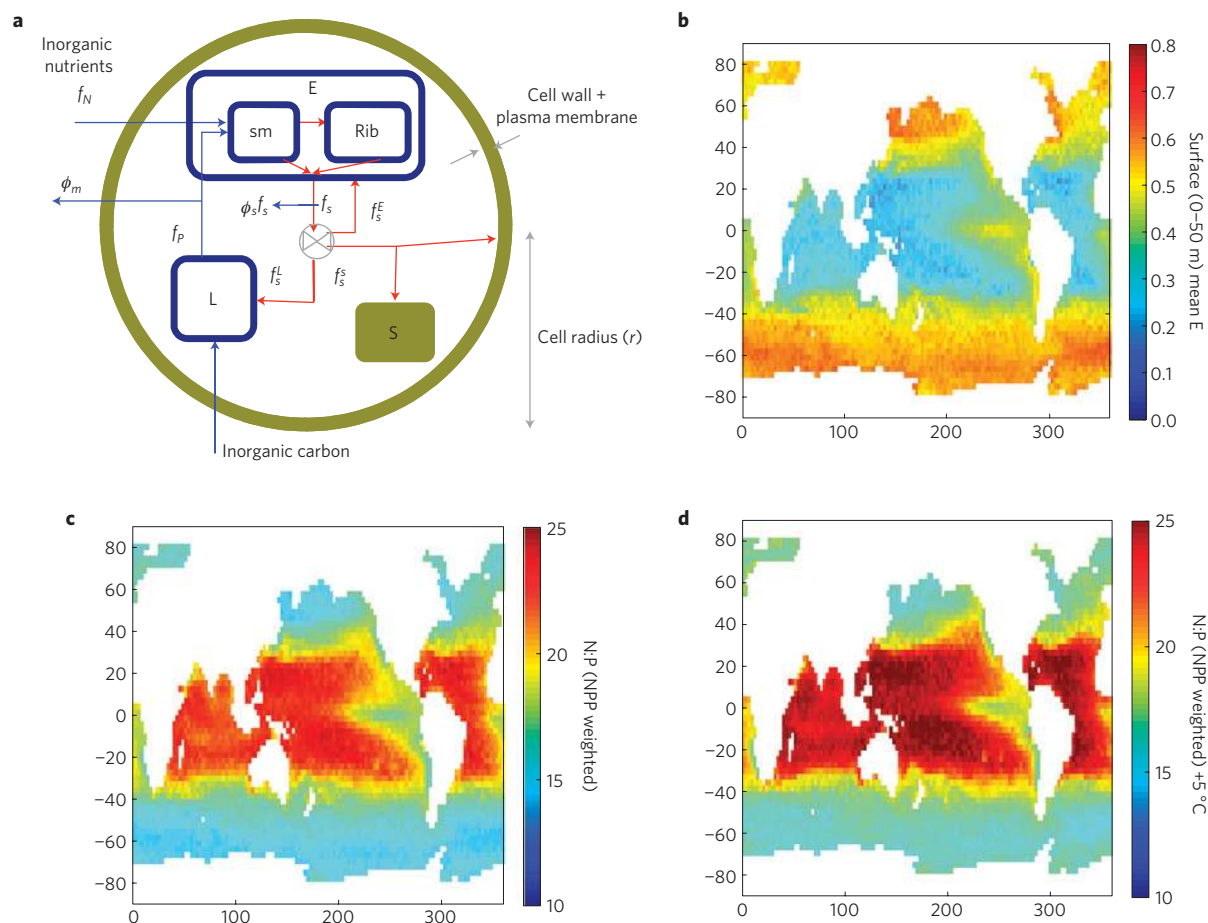 a
Inorganic
nutrients
f_N
E
sm
Rib
Cell wall +
plasma membrane
ϕ_m
ϕ_s f_s
f_s
f_s^E
f_P
L
f_s^L
f_s^s
S
Cell radius (r)
Inorganic carbon
b
80
60
40
20
0
−20
−40
−60
−80
0
100
200
300
0.8
0.7
0.6
0.5
0.4
0.3
0.2
0.1
0.0
Surface (0–50 m) mean E
c
80
60
40
20
0
−20
−40
−60
−80
0
100
200
300
25
20
15
10
N:P (NPP weighted)
d
80
60
40
20
0
−20
−40
−60
−80
0
100
200
300
25
20
15
10
N:P (NPP weighted) +5 °C